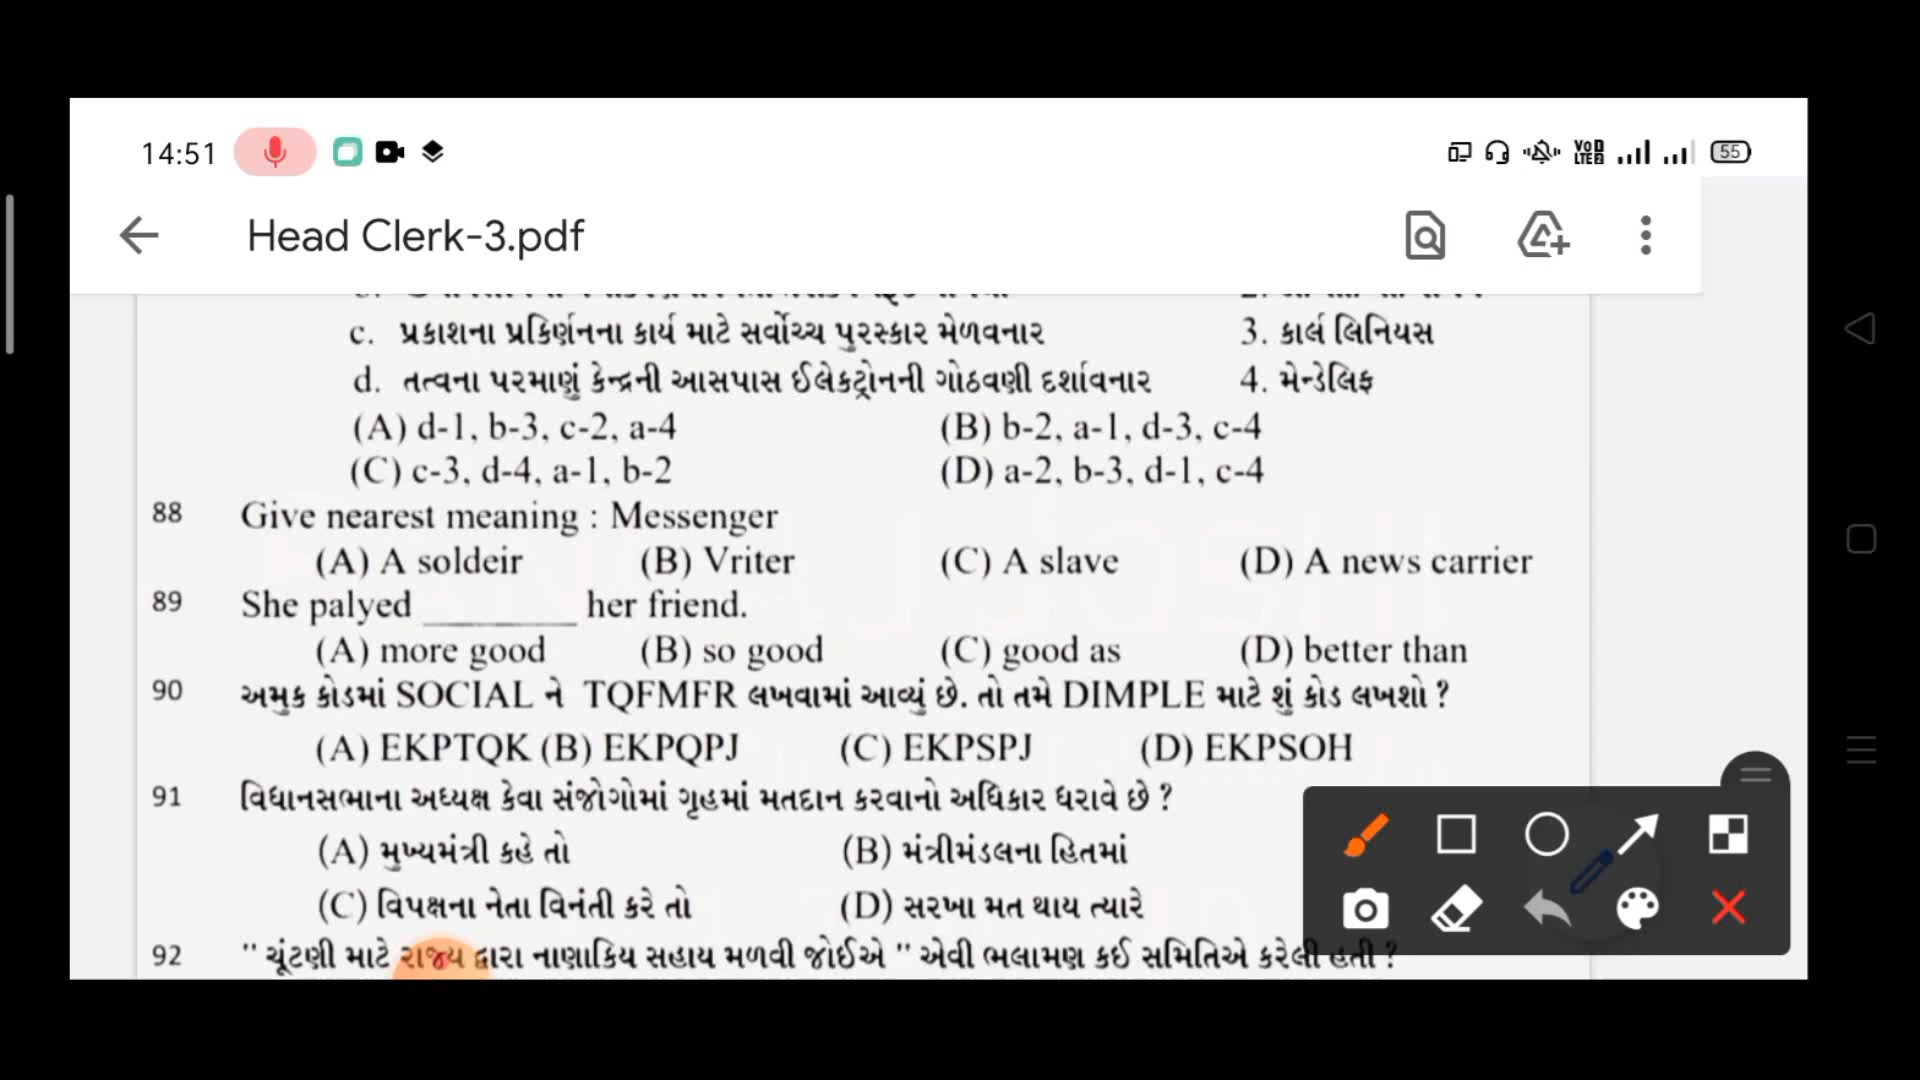 14:51
VoD LTE2
55
Head Clerk-3.pdf
c. પ્રકાશના પ્રકિર્ણનના કાર્ય માટે સર્વોચ્ચ પુરસ્કાર મેળવનાર 3. કાર્લ લિનિયસ
d. તત્વના પરમાણું કેન્દ્રની આસપાસ ઈલેકટ્રોનની ગોઠવણી દર્શાવનાર 4. મેન્ડેલિફ
(A) d-1, b-3, c-2, a-4 (B) b-2, a-1, d-3, c-4
(C) c-3, d-4, a-1, b-2 (D) a-2, b-3, d-1, c-4
88 Give nearest meaning : Messenger
(A) A soldeir (B) Vriter (C) A slave (D) A news carrier
89 She palyed ________ her friend.
(A) more good (B) so good (C) good as (D) better than
90 અમુક કોડમાં SOCIAL ને TQFMFR લખવામાં આવ્યું છે. તો તમે DIMPLE માટે શું કોડ લખશો ?
(A) EKPTQK (B) EKPQPJ (C) EKPSPJ (D) EKPSOH
91 વિધાનસભાના અધ્યક્ષ કેવા સંજોગોમાં ગૃહમાં મતદાન કરવાનો અધિકાર ધરાવે છે ?
(A) મુખ્યમંત્રી કહે તો (B) મંત્રીમંડલના હિતમાં
(C) વિપક્ષના નેતા વિનંતી કરે તો (D) સરખા મત થાય ત્યારે
92 " ચૂંટણી માટે રાજ્ય દ્વારા નાણાકિય સહાય મળવી જોઈએ " એવી ભલામણ કઈ સમિતિએ કરેલી હતી ?